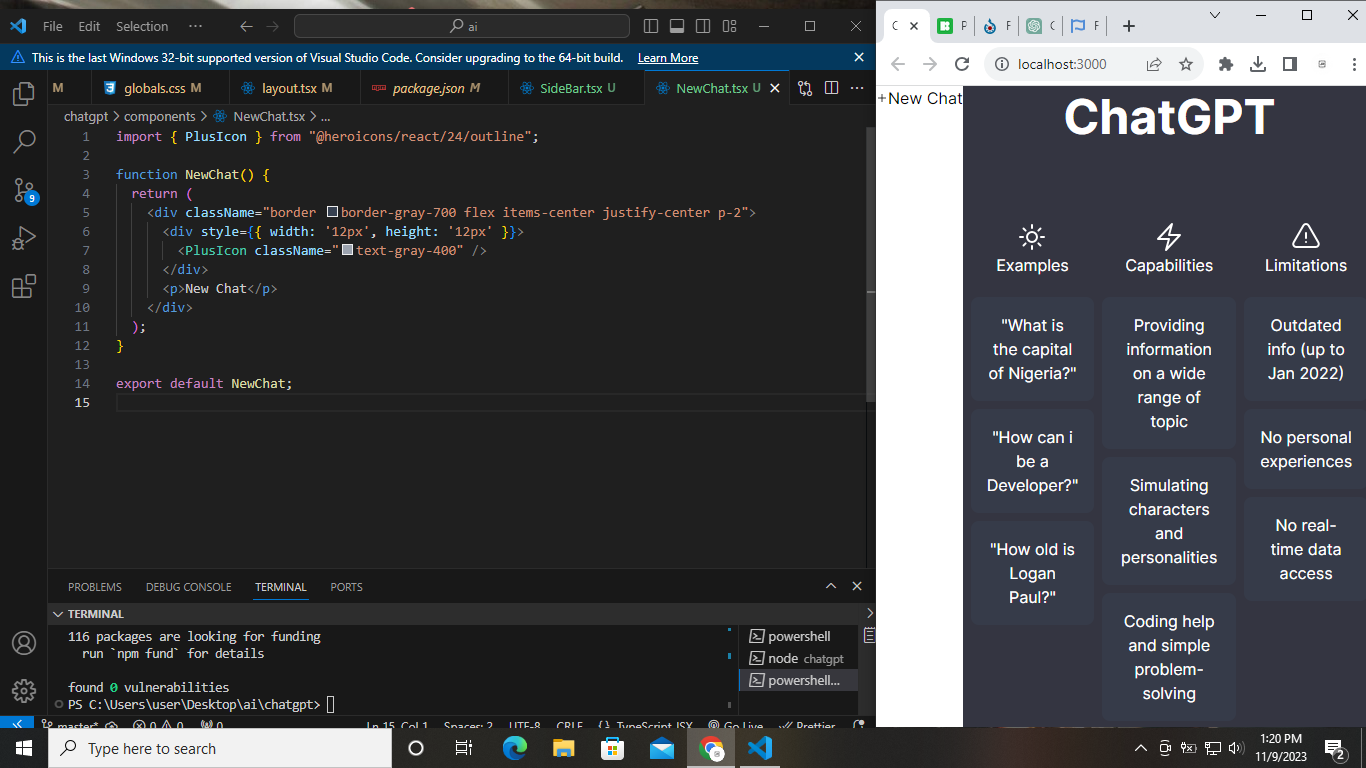 File Edit Selection ··· ai
This is the last Windows 32-bit supported version of Visual Studio Code. Consider upgrading to the 64-bit build. Learn More
M globals.css M layout.tsx M package.json M SideBar.tsx U NewChat.tsx U
chatgpt > components > NewChat.tsx > ...
1 import { PlusIcon } from "@heroicons/react/24/outline";
2
3 function NewChat() {
4 return (
5 <div className="border border-gray-700 flex items-center justify-center p-2">
6 <div style={{ width: '12px', height: '12px' }}>
7 <PlusIcon className="text-gray-400" />
8 </div>
9 <p>New Chat</p>
10 </div>
11 );
12 }
13
14 export default NewChat;
15
PROBLEMS DEBUG CONSOLE TERMINAL PORTS
TERMINAL
116 packages are looking for funding
run `npm fund` for details
found 0 vulnerabilities
PS C:\Users\user\Desktop\ai\chatgpt>
powershell
node chatgpt
powershell...
9
master* 0 0 0 Ln 15, Col 1 Spaces: 2 UTF-8 CRLF {} TypeScript JSX Go Live Prettier
localhost:3000
+New Chat
ChatGPT
Examples
"What is
the capital
of Nigeria?"
"How can i
be a
Developer?"
"How old is
Logan
Paul?"
Capabilities
Providing
information
on a wide
range of
topic
Simulating
characters
and
personalities
Coding help
and simple
problem-
solving
Limitations
Outdated
info (up to
Jan 2022)
No personal
experiences
No real-
time data
access
Type here to search
1:20 PM
11/9/2023
2